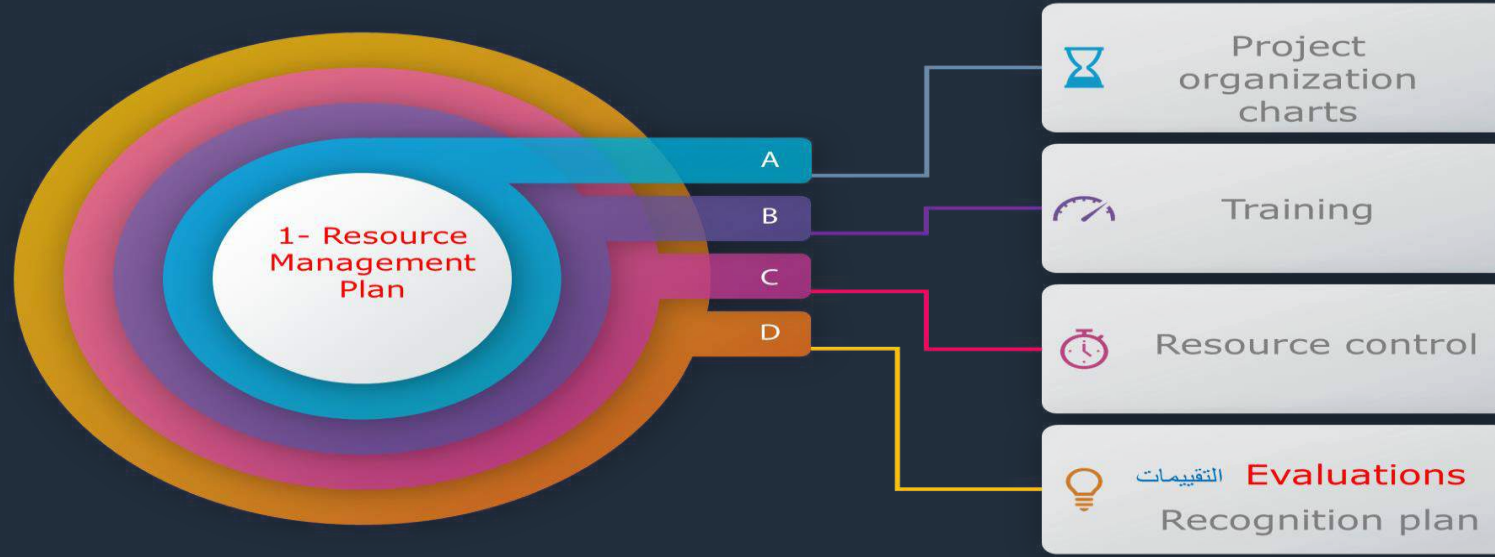 1- Resource
Management
Plan
A
B
C
D
Project
organization
charts
Training
Resource control
التقييمات Evaluations
Recognition plan